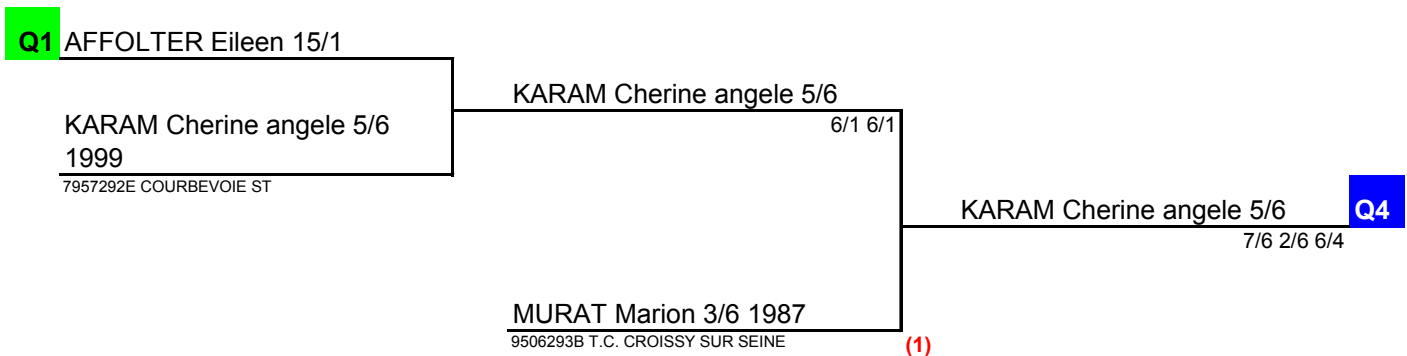 Q1 AFFOLTER Eileen 15/1
KARAM Cherine angele 5/6
1999
7957292E COURBEVOIE ST
KARAM Cherine angele 5/6
6/1 6/1
MURAT Marion 3/6 1987
9506293B T.C. CROISSY SUR SEINE
(1)
KARAM Cherine angele 5/6 Q4
7/6 2/6 6/4